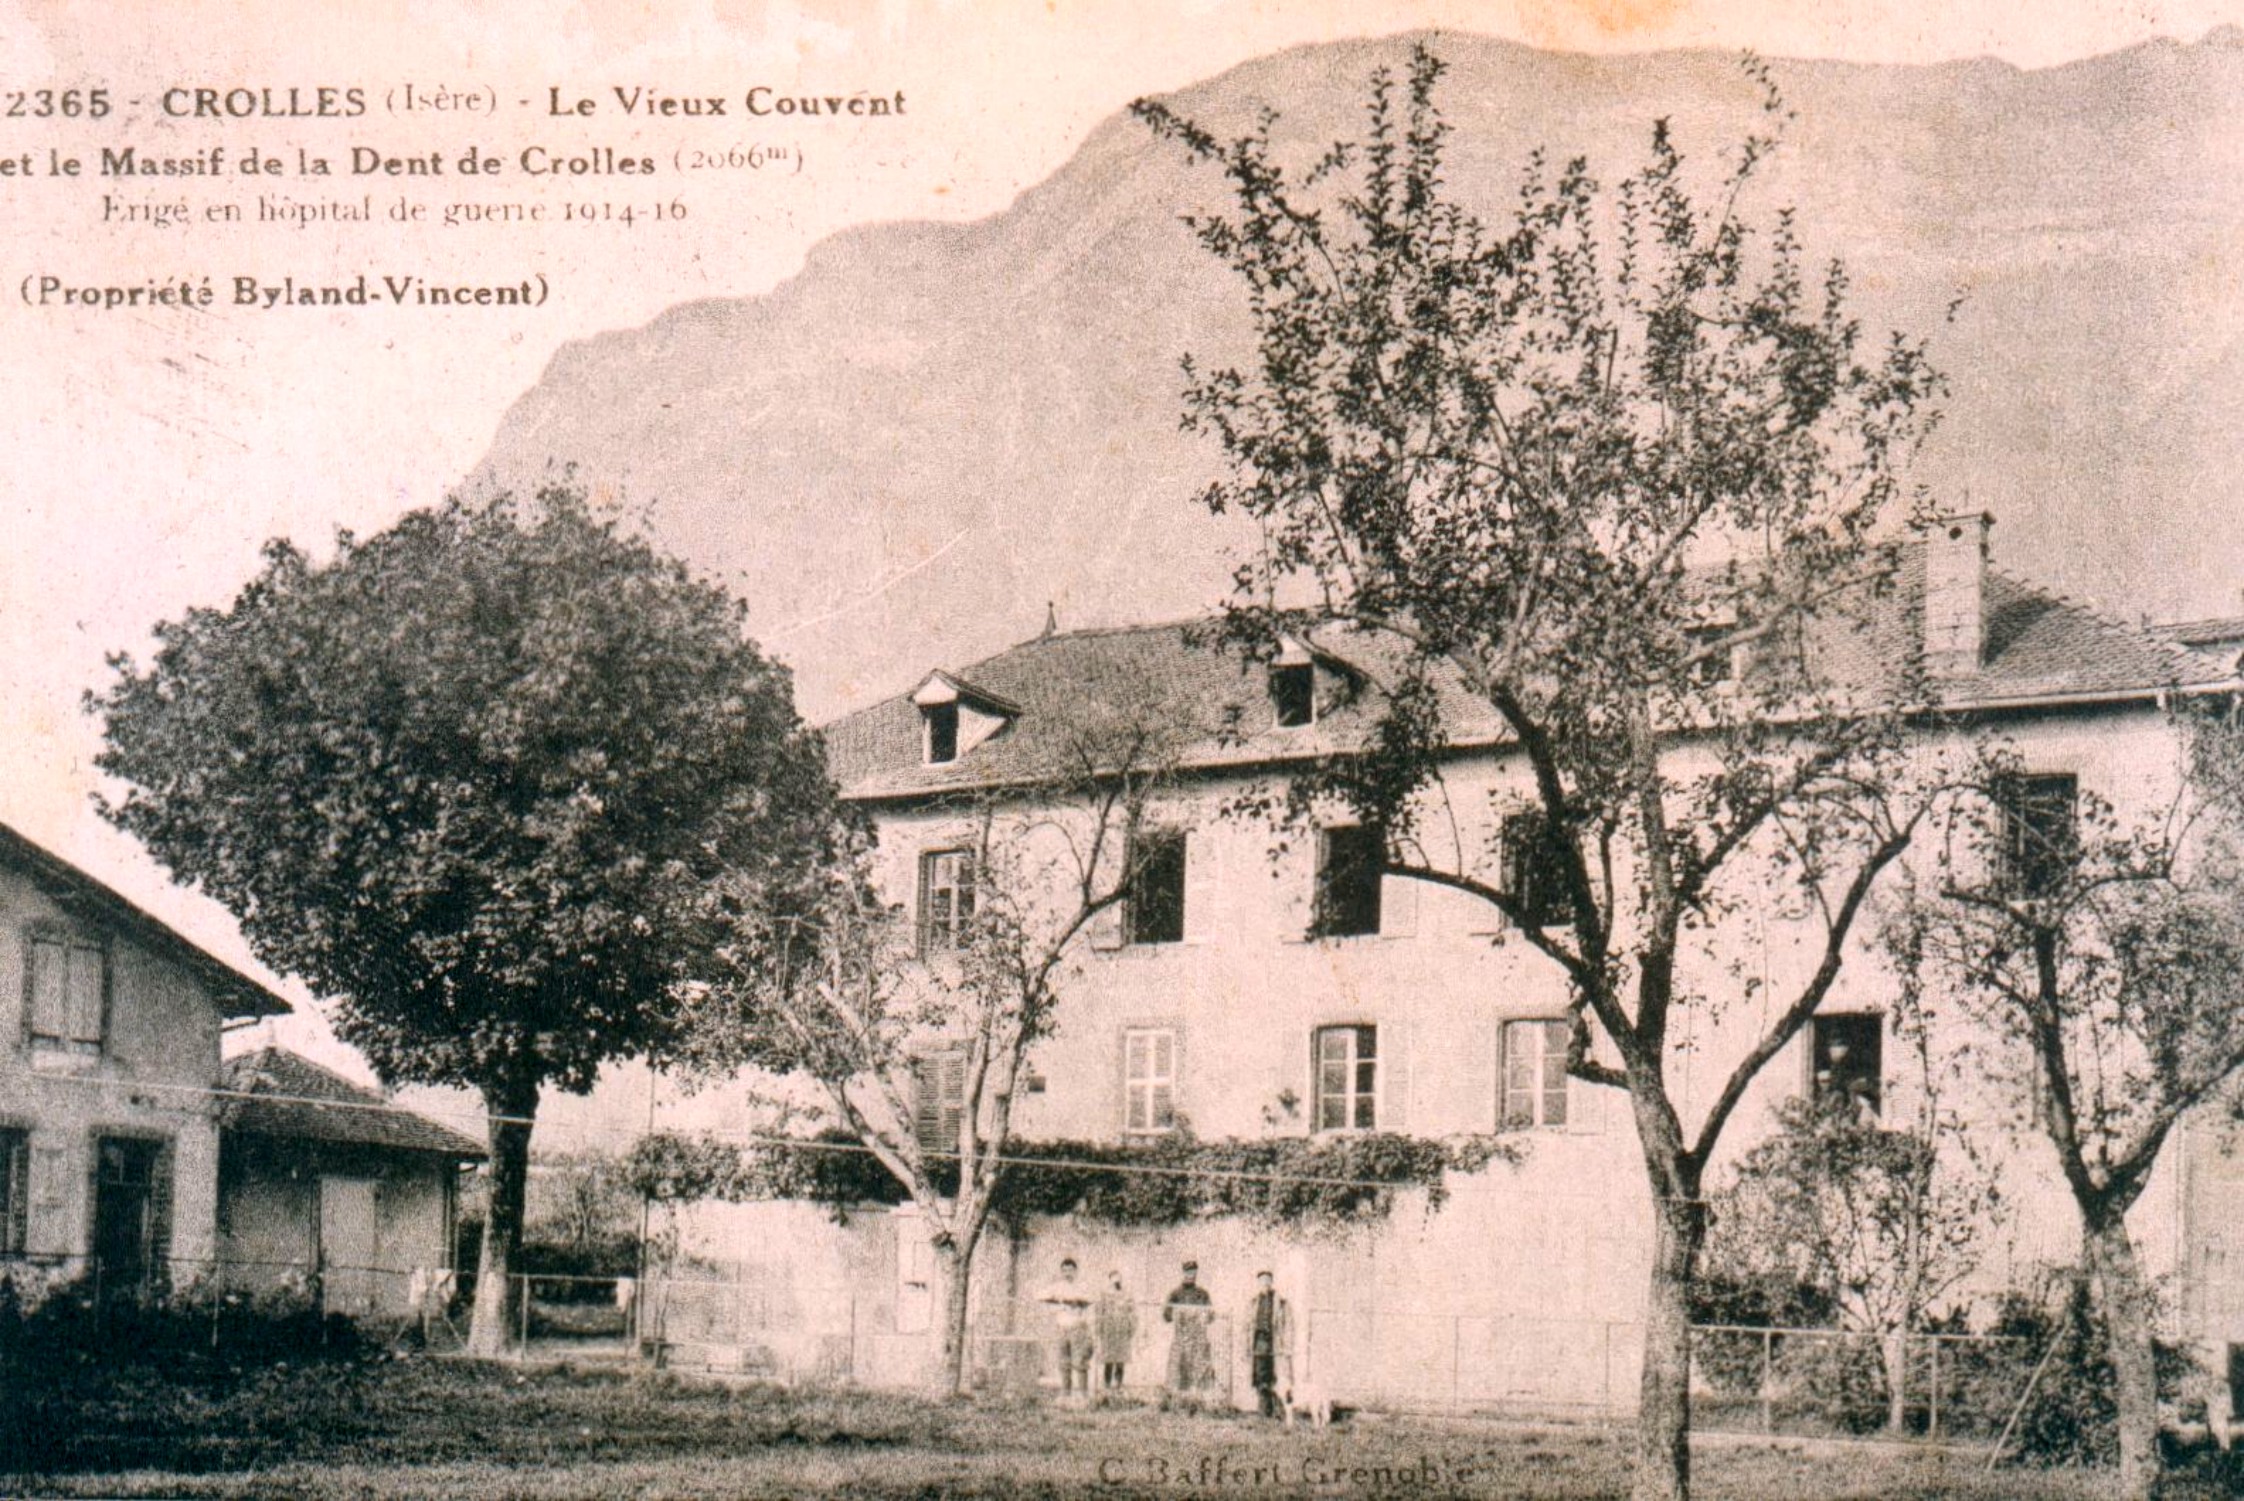 2365 - CROLLES (Isère) - Le Vieux Couvent
et le Massif de la Dent de Crolles (2066m)
Erigé en hôpital de guerre 1914-16
(Propriété Byland-Vincent)
C Baffert Grenoble